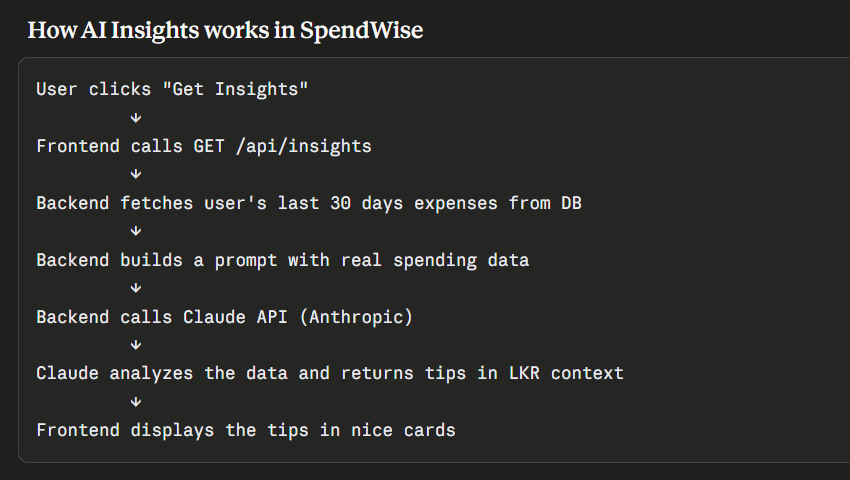 How AI Insights works in SpendWise
User clicks "Get Insights"
↓
Frontend calls GET /api/insights
↓
Backend fetches user's last 30 days expenses from DB
↓
Backend builds a prompt with real spending data
↓
Backend calls Claude API (Anthropic)
↓
Claude analyzes the data and returns tips in LKR context
↓
Frontend displays the tips in nice cards